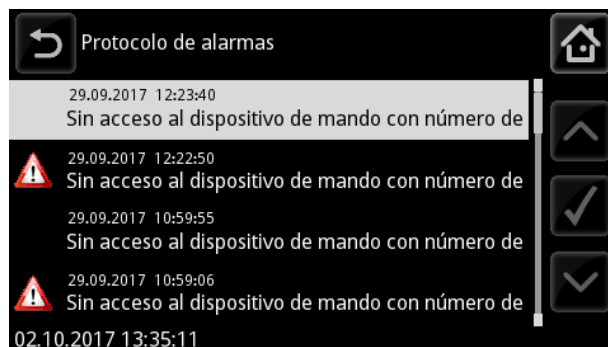 Protocolo de alarmas
29.09.2017 12:23:40
Sin acceso al dispositivo de mando con número de
29.09.2017 12:22:50
Sin acceso al dispositivo de mando con número de
29.09.2017 10:59:55
Sin acceso al dispositivo de mando con número de
29.09.2017 10:59:06
Sin acceso al dispositivo de mando con número de
02.10.2017 13:35:11